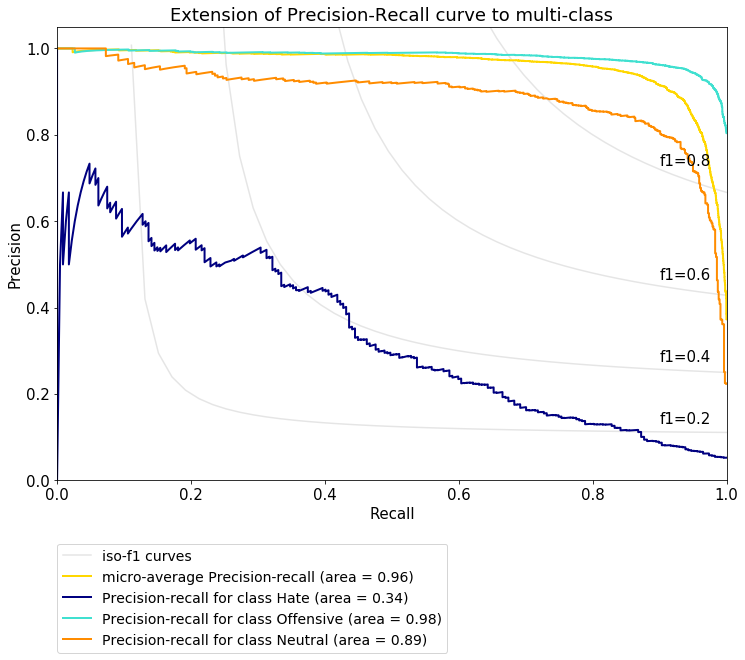 Extension of Precision-Recall curve to multi-class
1.0
0.8
0.6
0.4
0.2
0.0
Precision
f1=0.8
f1=0.6
f1=0.4
f1=0.2
0.0 0.2 0.4 0.6 0.8 1.0
Recall
iso-f1 curves
micro-average Precision-recall (area = 0.96)
Precision-recall for class Hate (area = 0.34)
Precision-recall for class Offensive (area = 0.98)
Precision-recall for class Neutral (area = 0.89)